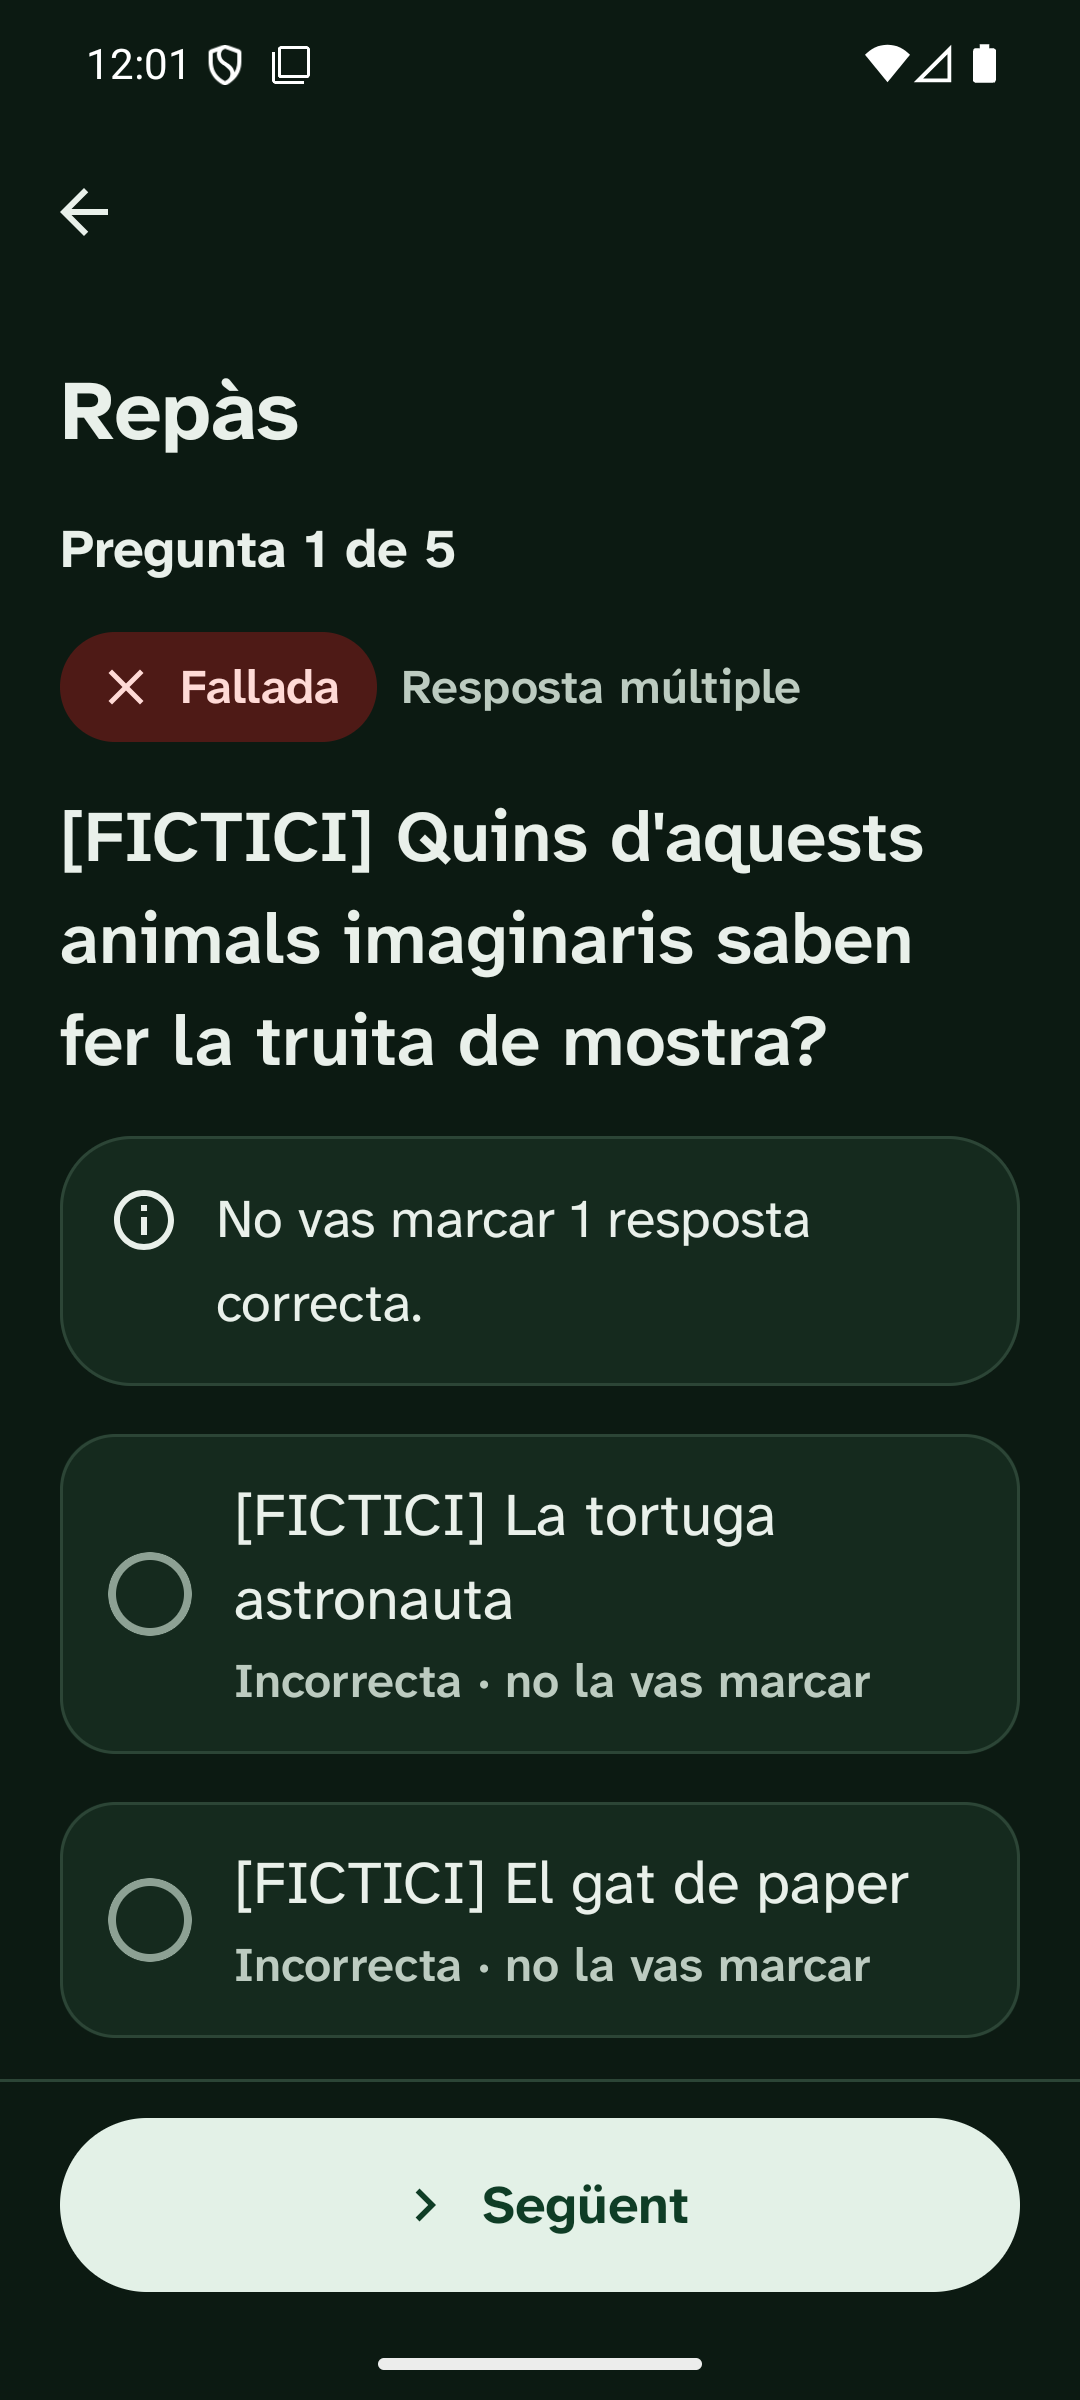 12:01
Repàs
Pregunta 1 de 5
Fallada Resposta múltiple
[FICTICI] Quins d'aquests
animals imaginaris saben
fer la truita de mostra?
No vas marcar 1 resposta
correcta.
[FICTICI] La tortuga
astronauta
Incorrecta · no la vas marcar
[FICTICI] El gat de paper
Incorrecta · no la vas marcar
Següent